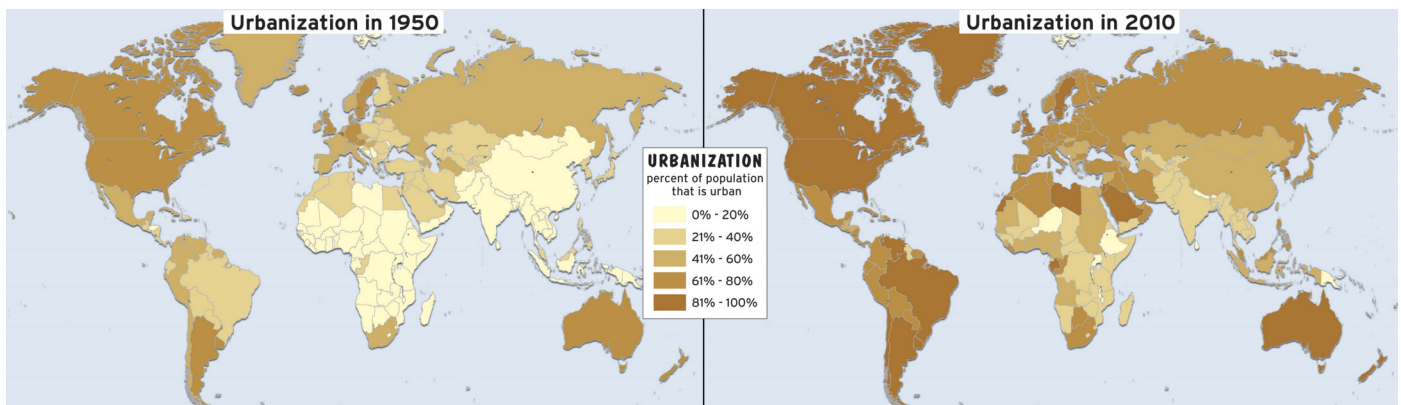 Urbanization in 1950
Urbanization in 2010
URBANIZATION
percent of population
that is urban
0% - 20%
21% - 40%
41% - 60%
61% - 80%
81% - 100%